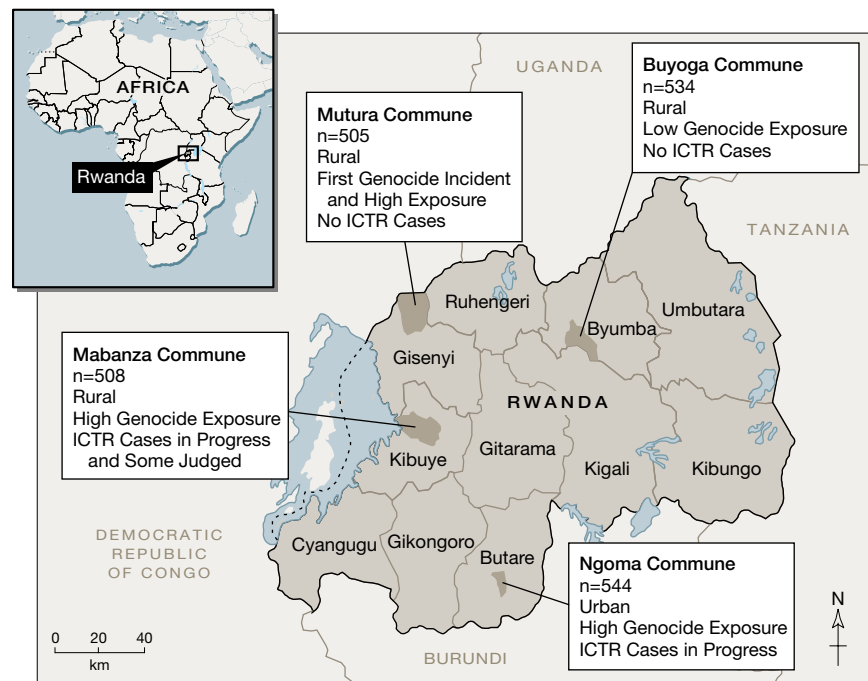 AFRICA
Rwanda
UGANDA
TANZANIA
DEMOCRATIC
REPUBLIC
OF CONGO
BURUNDI
Mutura Commune
n=505
Rural
First Genocide Incident
and High Exposure
No ICTR Cases
Buyoga Commune
n=534
Rural
Low Genocide Exposure
No ICTR Cases
Mabanza Commune
n=508
Rural
High Genocide Exposure
ICTR Cases in Progress
and Some Judged
Ngoma Commune
n=544
Urban
High Genocide Exposure
ICTR Cases in Progress
Ruhengeri
Byumba
Umbutara
Gisenyi
RWANDA
Kibuye
Gitarama
Kigali
Kibungo
Cyangugu
Gikongoro
Butare
0 20 40
km
N